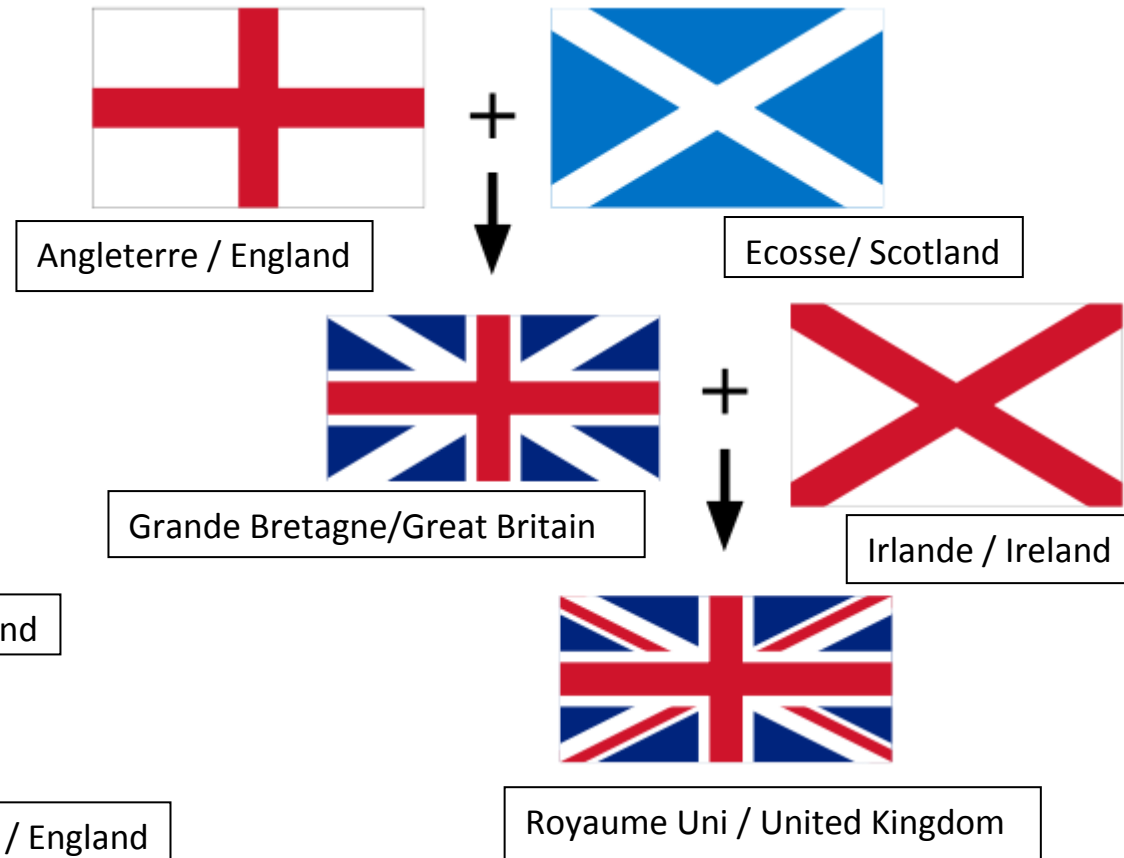 Angleterre / England
Ecosse/ Scotland
Grande Bretagne/Great Britain
Irlande / Ireland
nd
Royaume Uni / United Kingdom
/ England